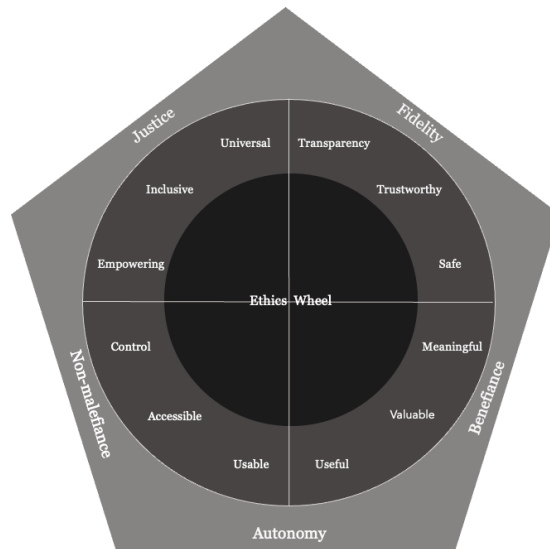 Justice
Fidelity
Universal
Transparency
Inclusive
Trustworthy
Empowering
Safe
Ethics Wheel
Control
Meaningful
Non-malefiance
Benefiance
Accessible
Valuable
Usable
Useful
Autonomy